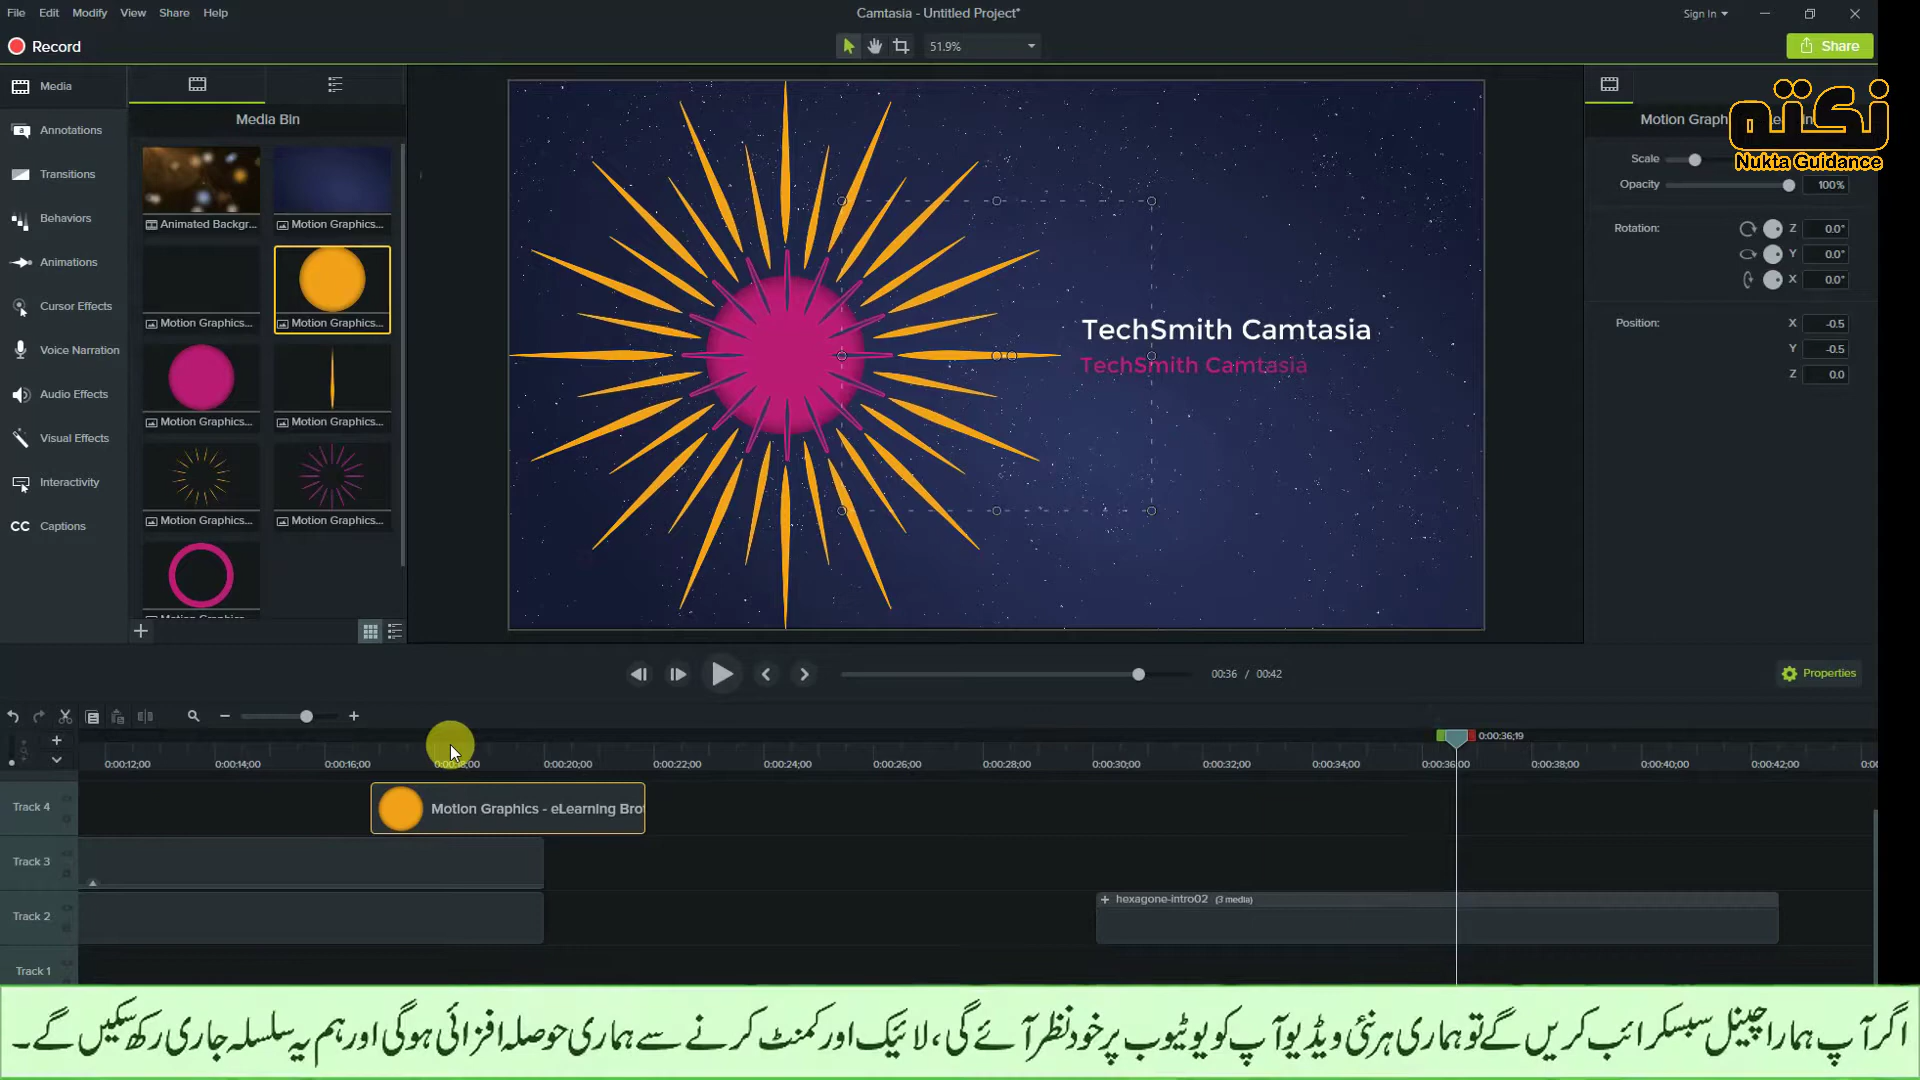 File Edit Modify View Share Help
Camtasia - Untitled Project*
Sign In
Record
51.9%
Share
Media
Annotations
Transitions
Behaviors
Animations
Cursor Effects
Voice Narration
Audio Effects
Visual Effects
Interactivity
CC Captions
Media Bin
Animated Backgr...
Motion Graphics...
Motion Graphics...
Motion Graphics...
Motion Graphics...
Motion Graphics...
Motion Graphics...
Motion Graphics...
TechSmith Camtasia
TechSmith Camtasia
نکتہ
Nukta Guidance
Scale
Opacity 100%
Rotation: Z 0.0°
Y 0.0°
X 0.0°
Position: X -0.5
Y -0.5
Z 0.0
00:36 / 00:42
Properties
0:00:36;19
0:00:12;00 0:00:14;00 0:00:16;00 0:00:18;00 0:00:20;00 0:00:22;00 0:00:24;00 0:00:26;00 0:00:28;00 0:00:30;00 0:00:32;00 0:00:34;00 0:00:36;00 0:00:38;00 0:00:40;00 0:00:42;00
Track 4
Motion Graphics - eLearning Bro
Track 3
Track 2
hexagone-intro02 (3 media)
Track 1
اگر آپ ہمارا چینل سبسکرائب کریں گے تو ہماری ہر نئی ویڈیو آپ کو یوٹیوب پر خود نظر آئے گی، لائیک اور کمنٹ کرنے سے ہماری حوصلہ افزائی ہوگی اور ہم یہ سلسلہ جاری رکھ سکیں گے۔